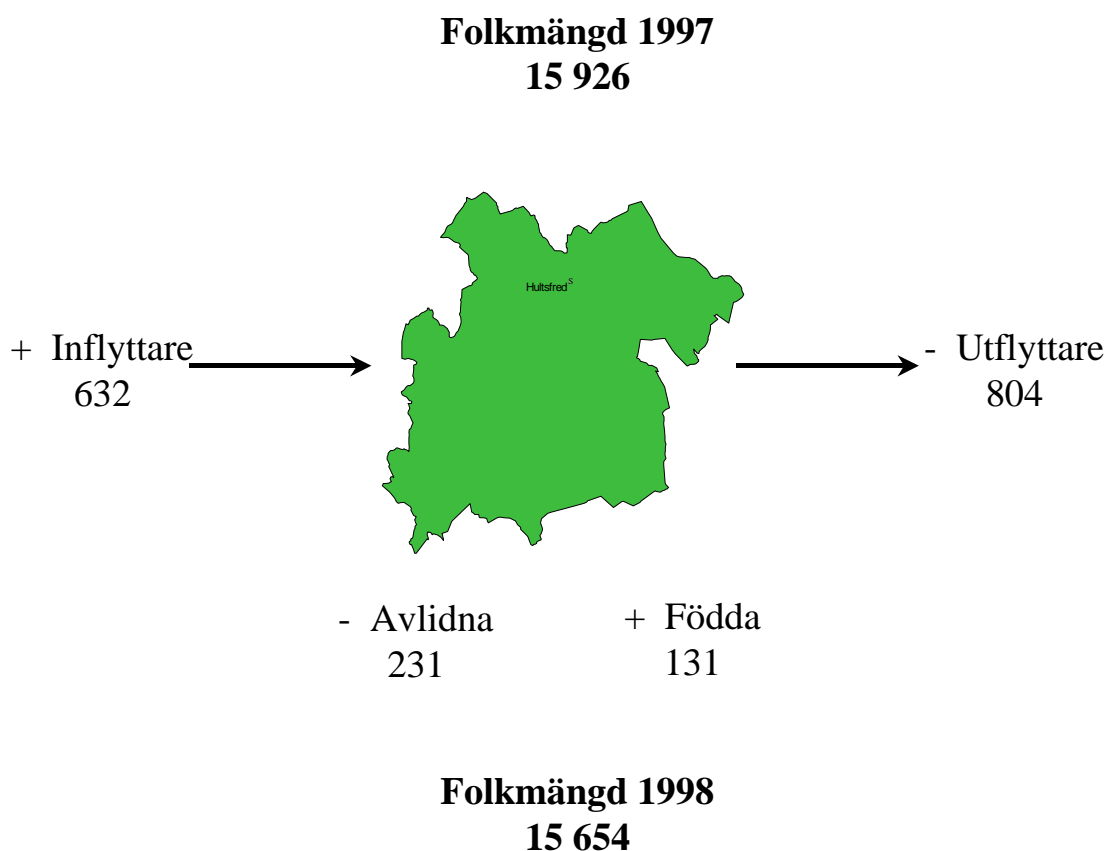 Folkmängd 1997
15 926
Hultsfred S
+ Inflyttare
632
- Utflyttare
804
- Avlidna
231
+ Födda
131
Folkmängd 1998
15 654